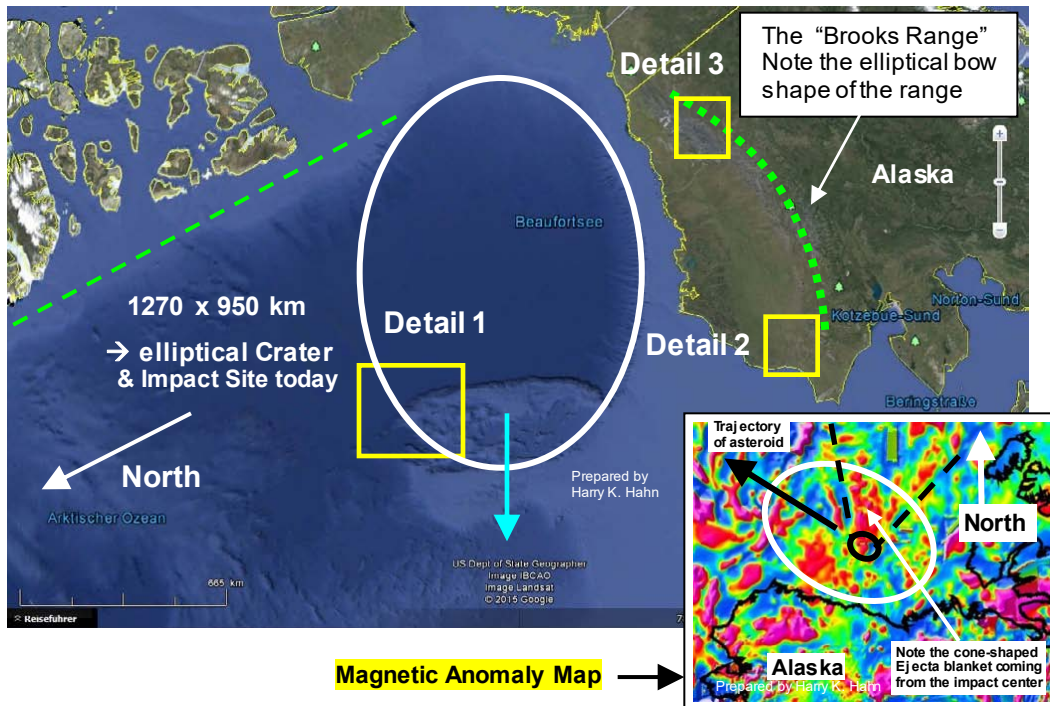 The “Brooks Range”
Note the elliptical bow
shape of the range
Detail 3
Alaska
Beaufortsee
1270 x 950 km
→ elliptical Crater
& Impact Site today
Detail 1
Detail 2
Kotzebue-Sund
Norton-Sund
Beringstraße
North
Arktischer Ozean
Prepared by
Harry K. Hahn
US Dept of State Geographer
Image IBCAO
Image Landsat
© 2015 Google
665 km
Reiseführer
7
Trajectory
of asteroid
North
Note the cone-shaped
Ejecta blanket coming
from the impact center
Alaska
Prepared by Harry K. Hahn
Magnetic Anomaly Map